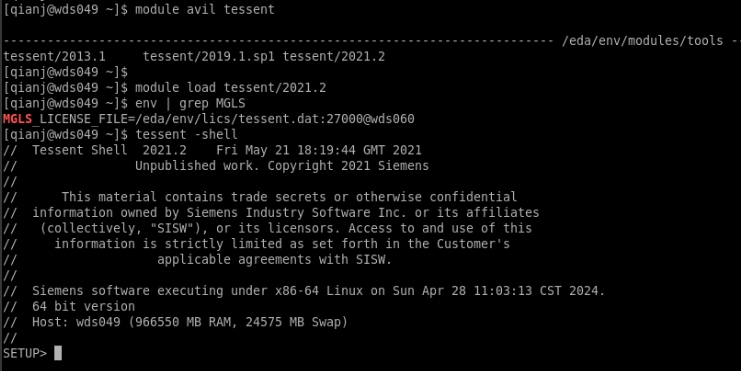 [qianj@wds049 ~]$ module avil tessent
-------------------------------------------------------------------------- /eda/env/modules/tools --
tessent/2013.1     tessent/2019.1.sp1 tessent/2021.2
[qianj@wds049 ~]$
[qianj@wds049 ~]$ module load tessent/2021.2
[qianj@wds049 ~]$ env | grep MGLS
MGLS_LICENSE_FILE=/eda/env/lics/tessent.dat:27000@wds060
[qianj@wds049 ~]$ tessent -shell
//  Tessent Shell  2021.2    Fri May 21 18:19:44 GMT 2021
//                Unpublished work. Copyright 2021 Siemens
//
//      This material contains trade secrets or otherwise confidential
//  information owned by Siemens Industry Software Inc. or its affiliates
//   (collectively, "SISW"), or its licensors. Access to and use of this
//     information is strictly limited as set forth in the Customer's
//                   applicable agreements with SISW.
//
//  Siemens software executing under x86-64 Linux on Sun Apr 28 11:03:13 CST 2024.
//  64 bit version
//  Host: wds049 (966550 MB RAM, 24575 MB Swap)
//
SETUP>